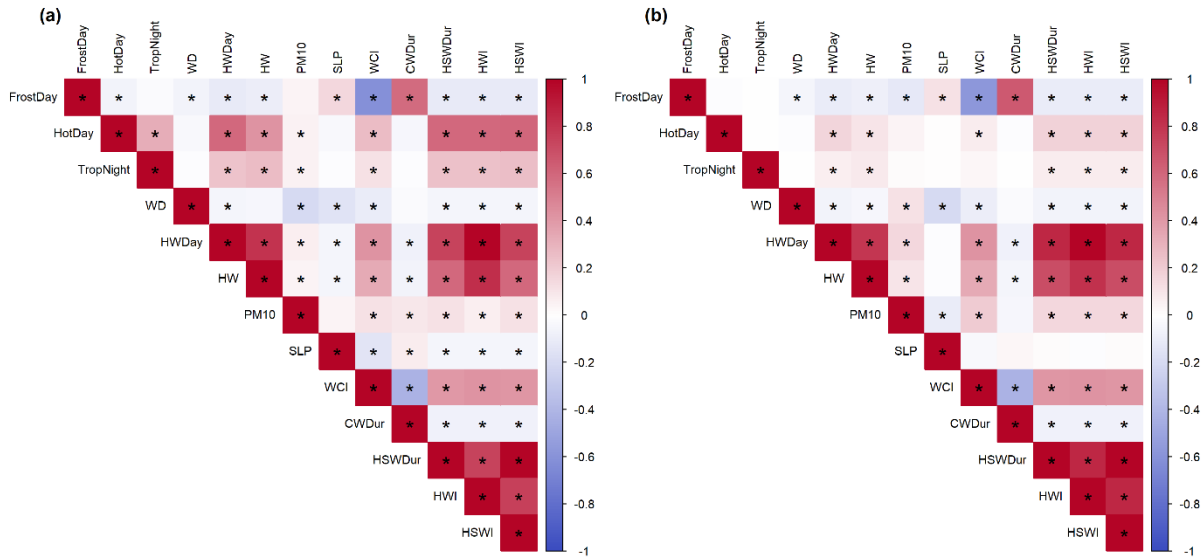 (a)
FrostDay HotDay TropNight WD HWDay HW PM10 SLP WCI CWDur HSWDur HWI HSWI
FrostDay * * * * * * * * * * *
HotDay * * * * * * * * *
TropNight * * * * * * * *
WD * * * * * * *
HWDay * * * * * * * * *
HW * * * * * * * *
PM10 * * * * * *
SLP * * * * * *
WCI * * * * *
CWDur * * * *
HSWDur * * *
HWI * *
HSWI *
1
0.8
0.6
0.4
0.2
0
-0.2
-0.4
-0.6
-0.8
-1
(b)
FrostDay HotDay TropNight WD HWDay HW PM10 SLP WCI CWDur HSWDur HWI HSWI
FrostDay * * * * * * * * * * *
HotDay * * * * * * *
TropNight * * * * * *
WD * * * * * * * * *
HWDay * * * * * * * *
HW * * * * * * * *
PM10 * * * * * *
SLP *
WCI * * * * *
CWDur * * * *
HSWDur * * *
HWI * *
HSWI *
1
0.8
0.6
0.4
0.2
0
-0.2
-0.4
-0.6
-0.8
-1